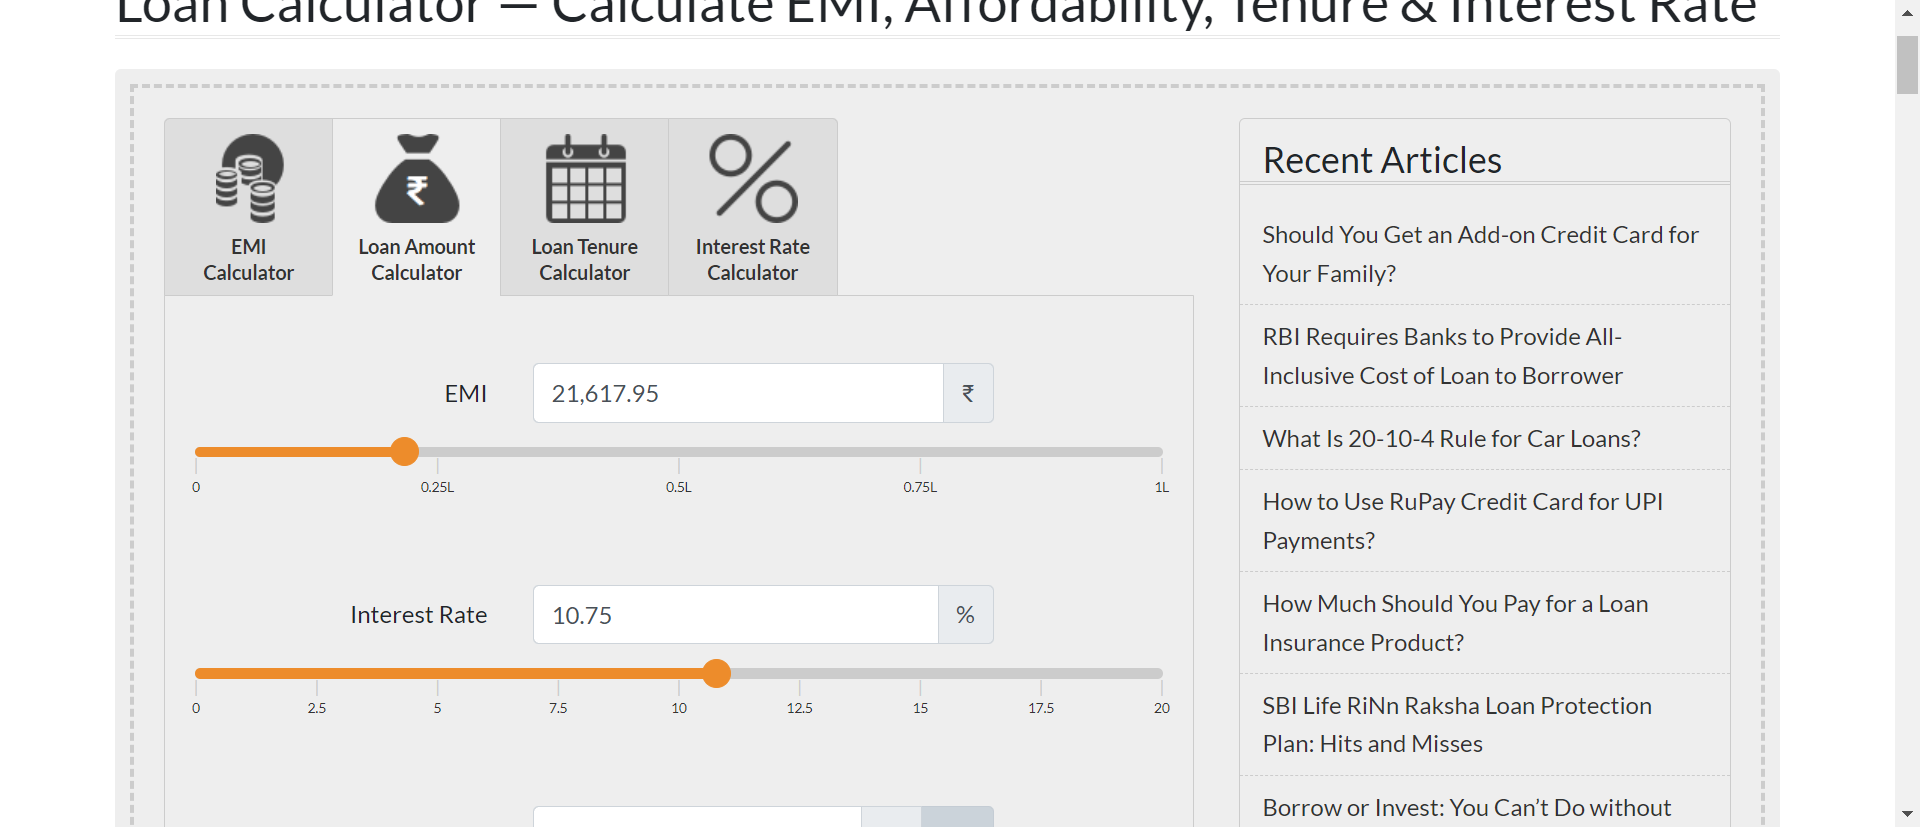 Loan Calculator — Calculate EMI, Affordability, Tenure & Interest Rate
EMI
Calculator
₹
Loan Amount
Calculator
Loan Tenure
Calculator
Interest Rate
Calculator
EMI
21,617.95
₹
0
0.25L
0.5L
0.75L
1L
Interest Rate
10.75
%
0
2.5
5
7.5
10
12.5
15
17.5
20
Recent Articles
Should You Get an Add-on Credit Card for
Your Family?
RBI Requires Banks to Provide All-
Inclusive Cost of Loan to Borrower
What Is 20-10-4 Rule for Car Loans?
How to Use RuPay Credit Card for UPI
Payments?
How Much Should You Pay for a Loan
Insurance Product?
SBI Life RiNn Raksha Loan Protection
Plan: Hits and Misses
Borrow or Invest: You Can’t Do without